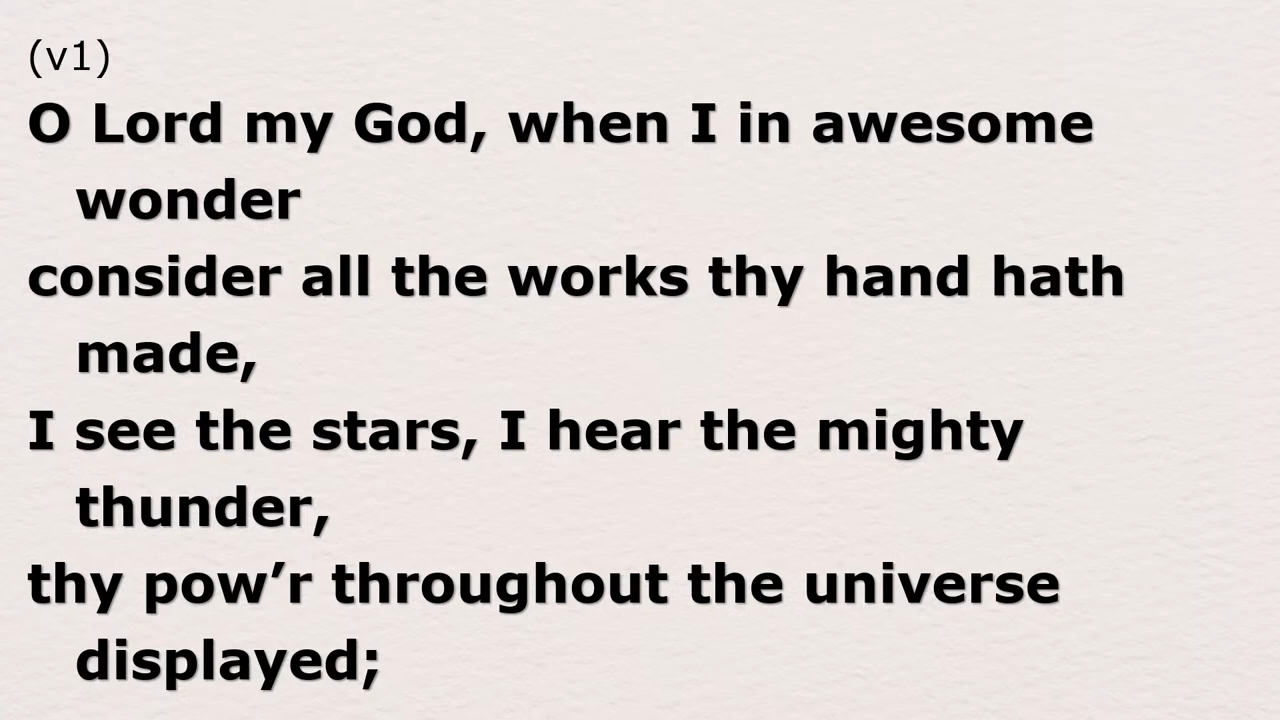 (v1)
O Lord my God, when I in awesome
wonder
consider all the works thy hand hath
made,
I see the stars, I hear the mighty
thunder,
thy pow’r throughout the universe
displayed;